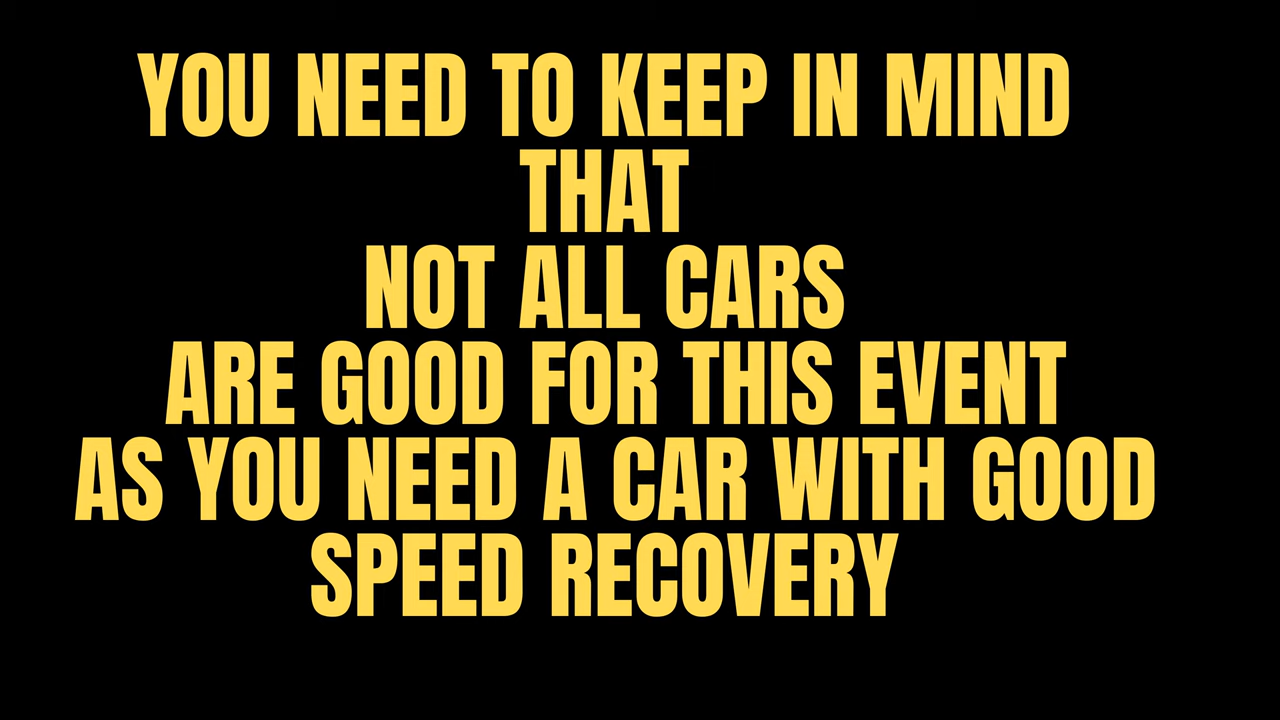 YOU NEED TO KEEP IN MIND
THAT
NOT ALL CARS
ARE GOOD FOR THIS EVENT
AS YOU NEED A CAR WITH GOOD
SPEED RECOVERY